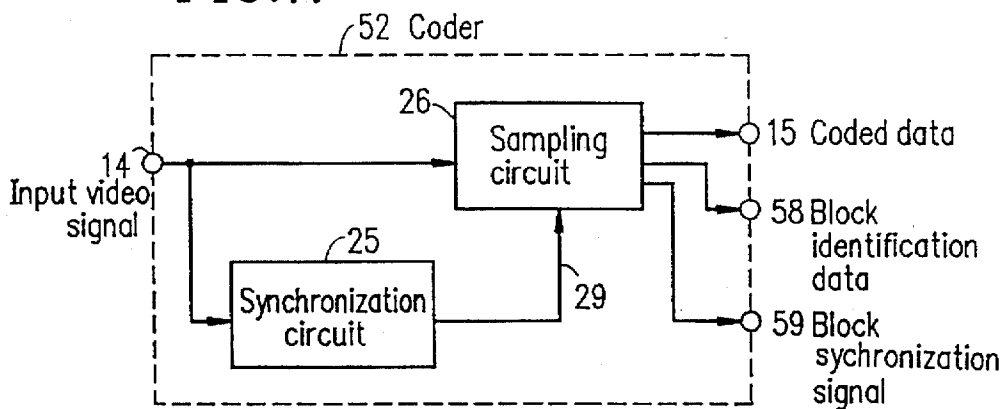 52 Coder
26
Sampling
circuit
15 Coded data
14
Input video
signal
58 Block
identification
data
25
Synchronization
circuit
29
59 Block
sychronization
signal